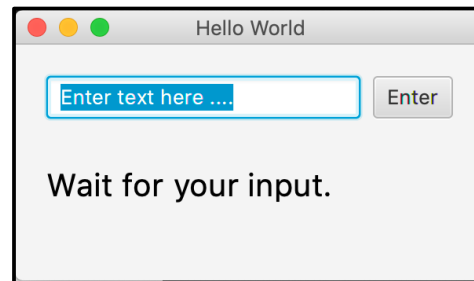 Hello World
Enter text here .... Enter
Wait for your input.